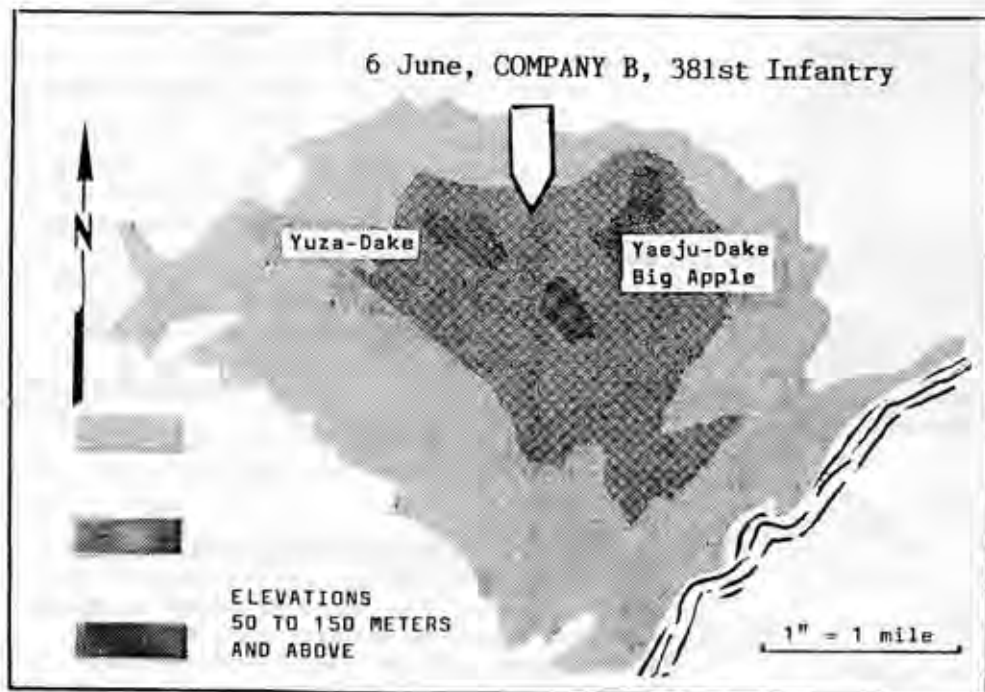 6 June, COMPANY B, 381st Infantry
N
Yuza-Dake
Yaeju-Dake
Big Apple
ELEVATIONS
50 TO 150 METERS
AND ABOVE
1" = 1 mile